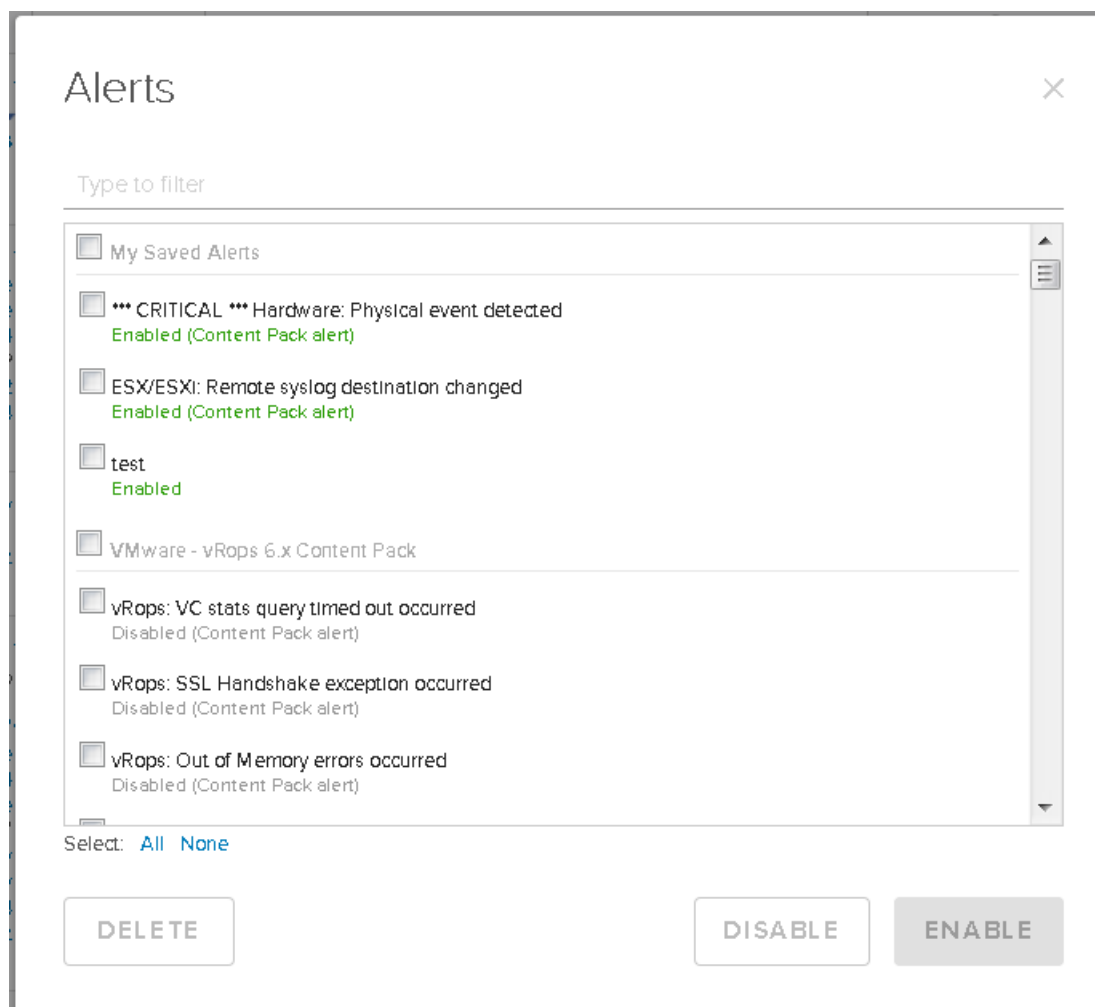 Alerts
Type to filter
My Saved Alerts
*** CRITICAL *** Hardware: Physical event detected
Enabled (Content Pack alert)
ESX/ESXi: Remote syslog destination changed
Enabled (Content Pack alert)
test
Enabled
VMware - vRops 6.x Content Pack
vRops: VC stats query timed out occurred
Disabled (Content Pack alert)
vRops: SSL Handshake exception occurred
Disabled (Content Pack alert)
vRops: Out of Memory errors occurred
Disabled (Content Pack alert)
Select: All None
DELETE DISABLE ENABLE